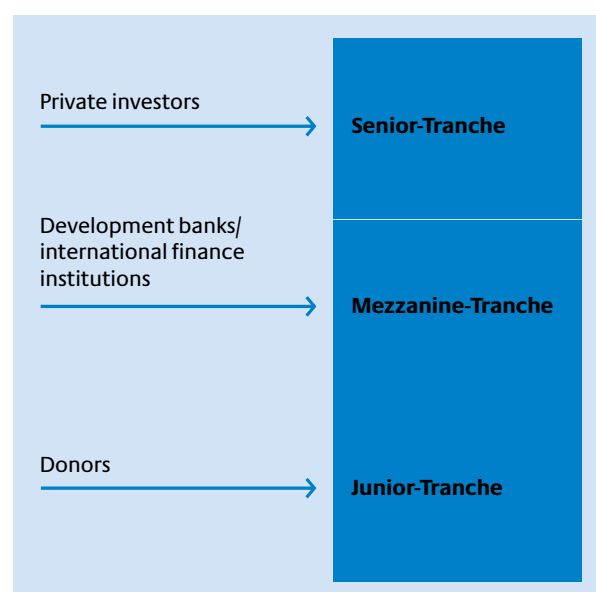 Private investors
Senior-Tranche
Development banks/
international finance
institutions
Mezzanine-Tranche
Donors
Junior-Tranche